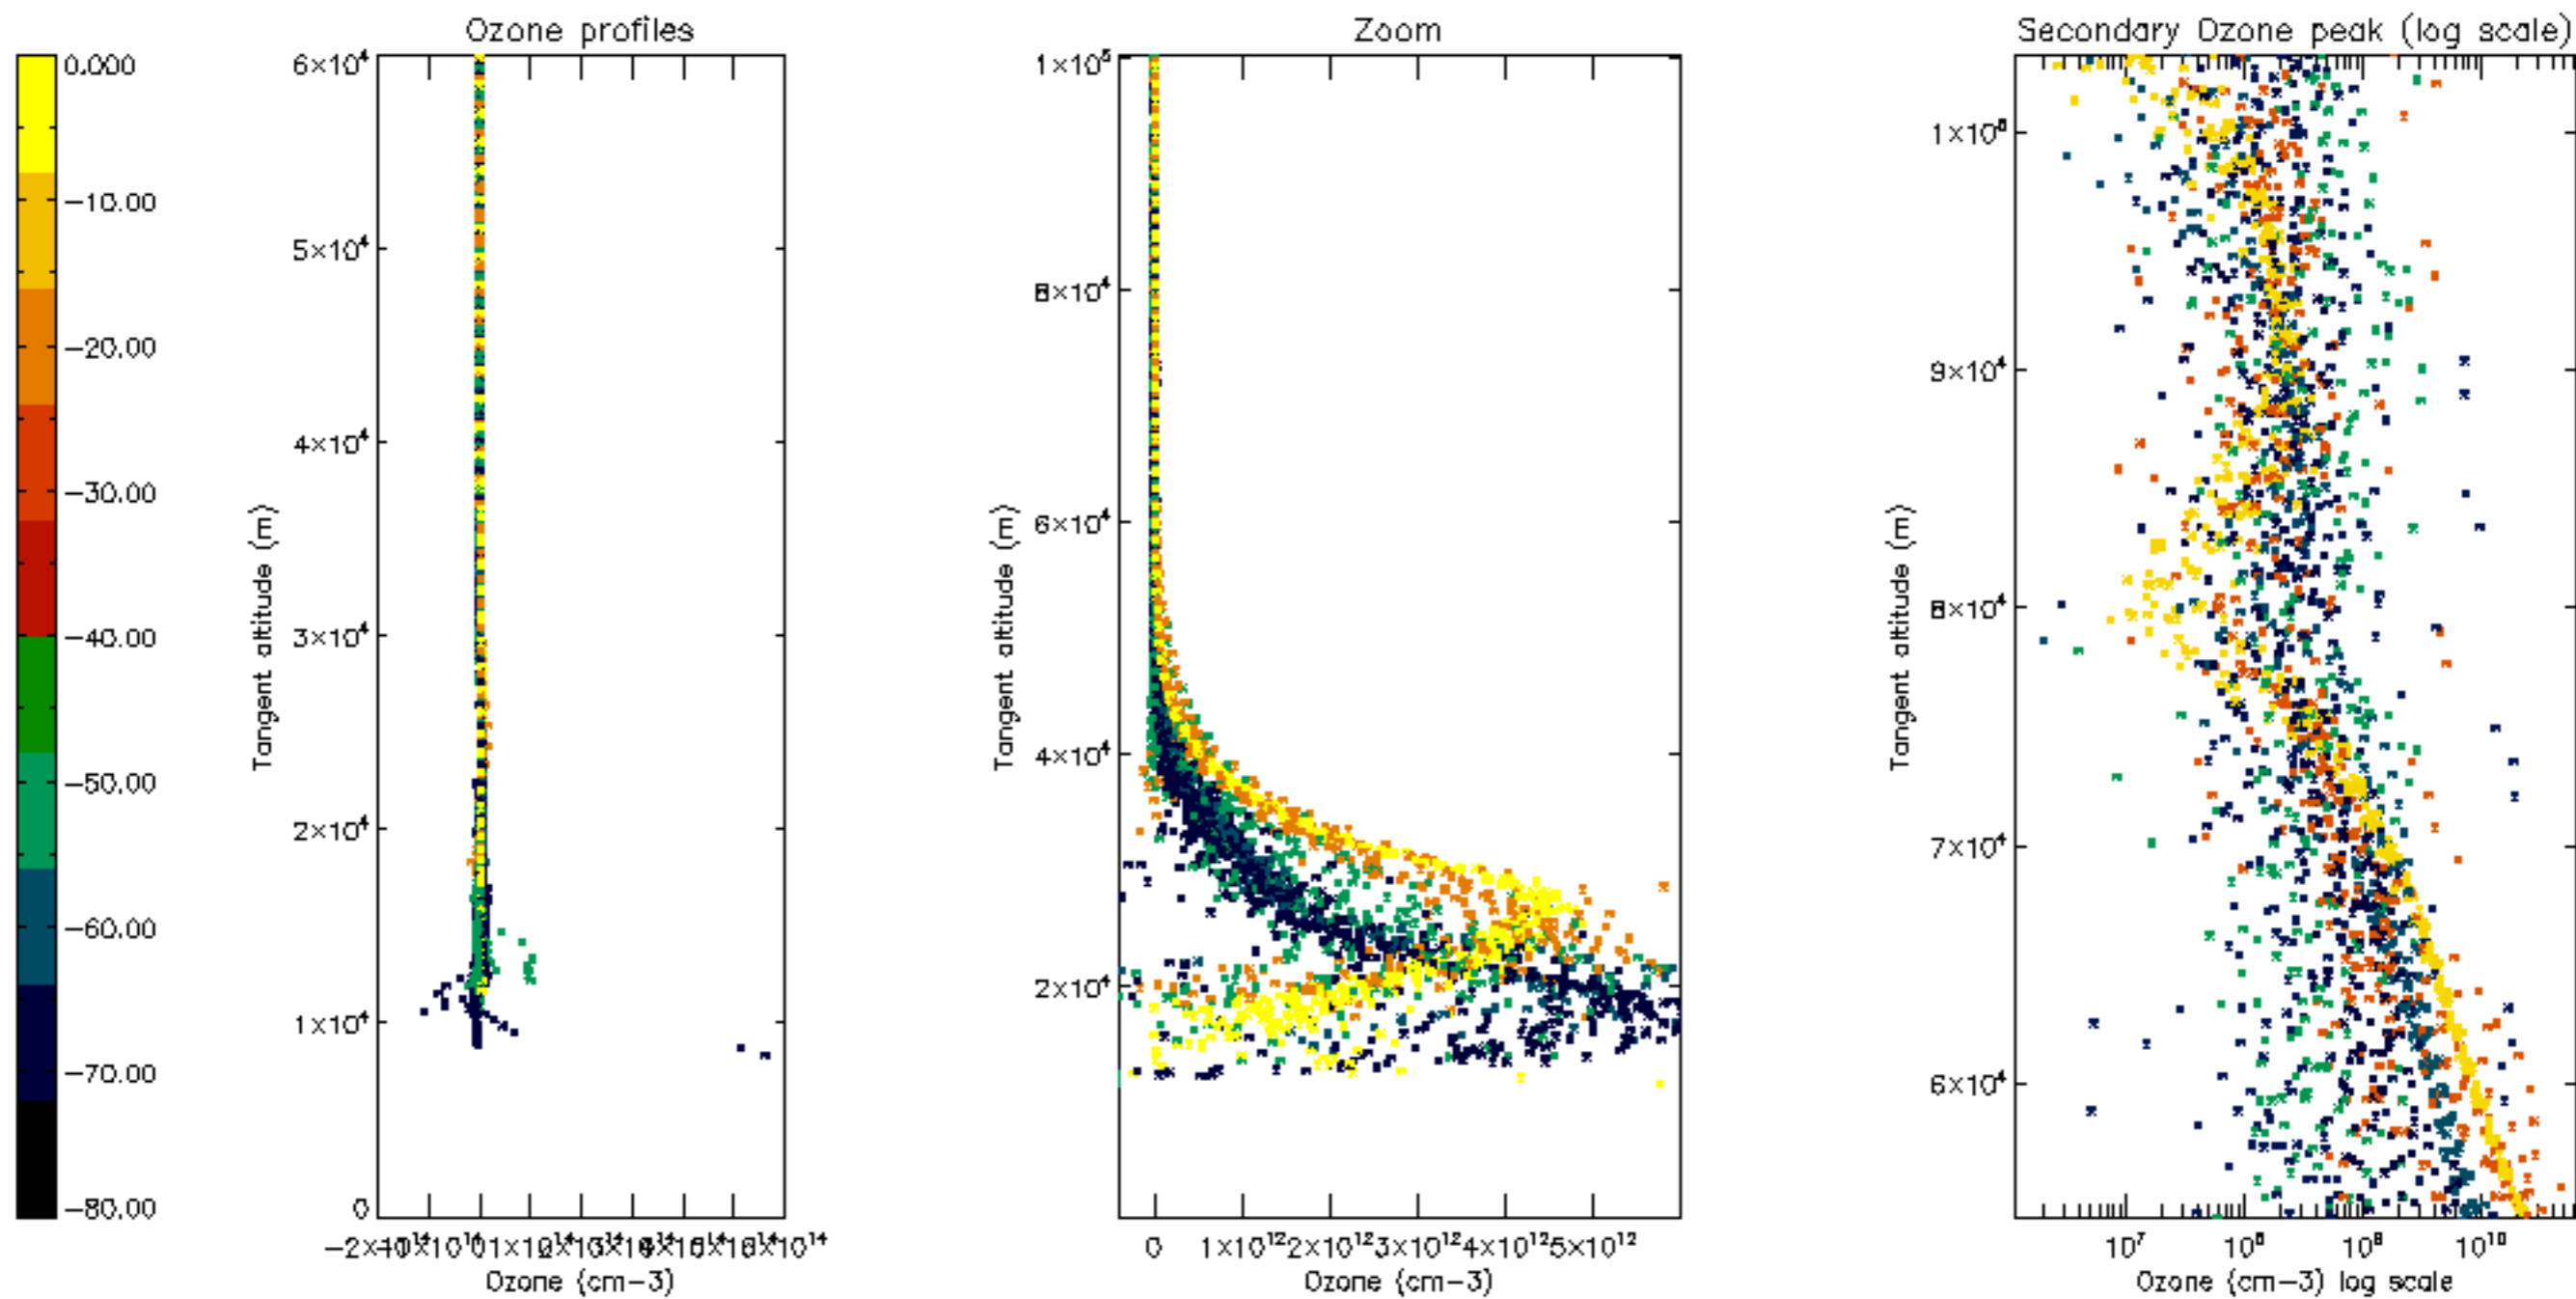 Ozone profiles
Zoom
Secondary Ozone peak (log scale)
0.000
-10.00
-20.00
-30.00
-40.00
-50.00
-60.00
-70.00
-80.00
Tangent altitude (m)
6×10⁴
5×10⁴
4×10⁴
3×10⁴
2×10⁴
1×10⁴
0
Ozone (cm-3)
Tangent altitude (m)
1×10⁵
8×10⁴
6×10⁴
4×10⁴
2×10⁴
0 1×10¹² 2×10¹² 3×10¹² 4×10¹² 5×10¹²
Ozone (cm-3)
Tangent altitude (m)
9×10⁴
8×10⁴
7×10⁴
6×10⁴
10⁷ 10⁸ 10⁹ 10¹⁰
Ozone (cm-3) log scale